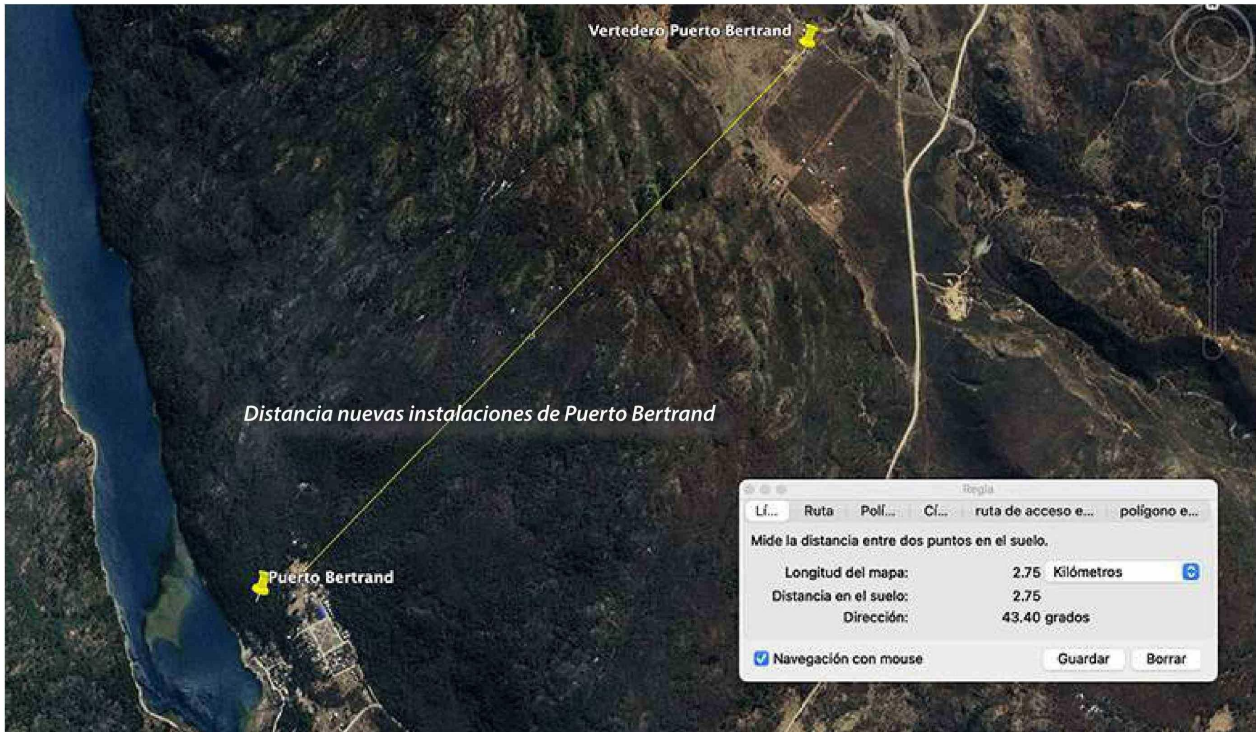 Vertedero Puerto Bertrand
Distancia nuevas instalaciones de Puerto Bertrand
Puerto Bertrand
Regla
Lí... Ruta Polí... Cí... ruta de acceso e... polígono e...
Mide la distancia entre dos puntos en el suelo.
Longitud del mapa: 2.75 Kilómetros
Distancia en el suelo: 2.75
Dirección: 43.40 grados
Navegación con mouse Guardar Borrar